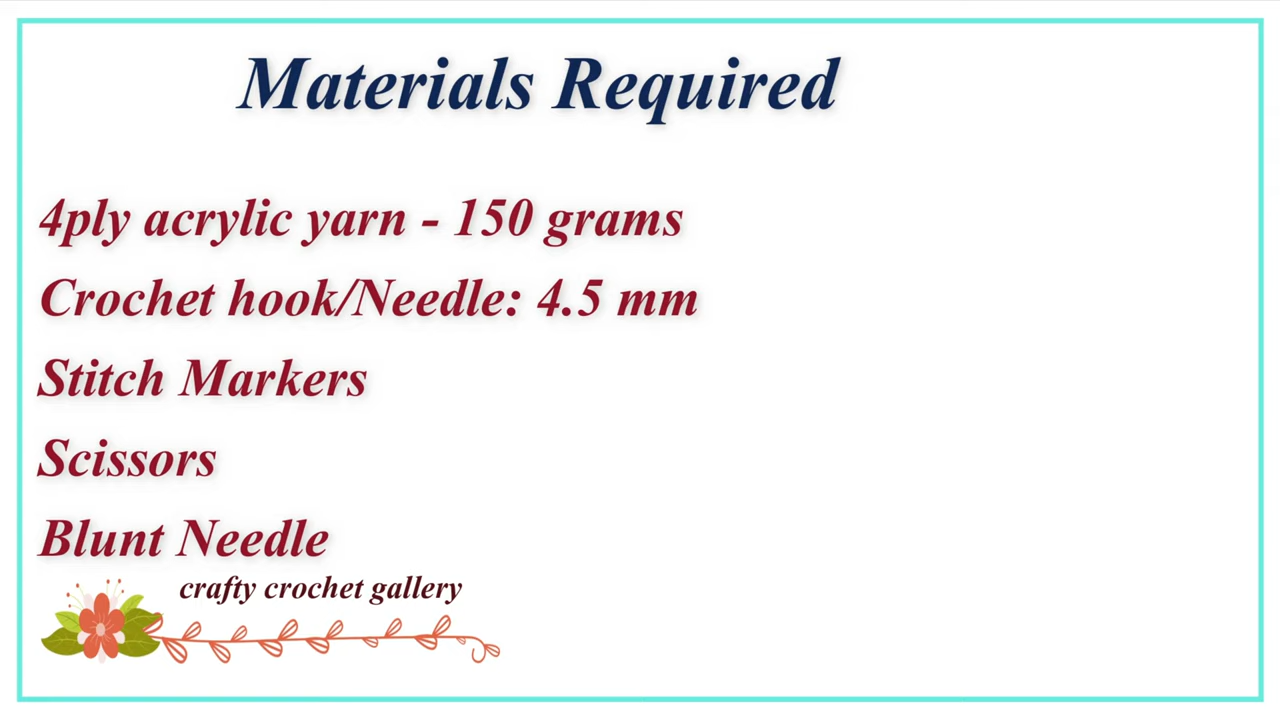 Materials Required
4ply acrylic yarn - 150 grams
Crochet hook/Needle: 4.5 mm
Stitch Markers
Scissors
Blunt Needle
crafty crochet gallery